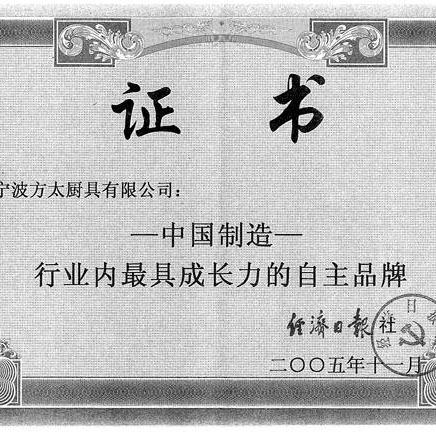 证 书
宁波方太厨具有限公司：
—中国制造—
行业内最具成长力的自主品牌
经济日报社
二〇〇五年十一月